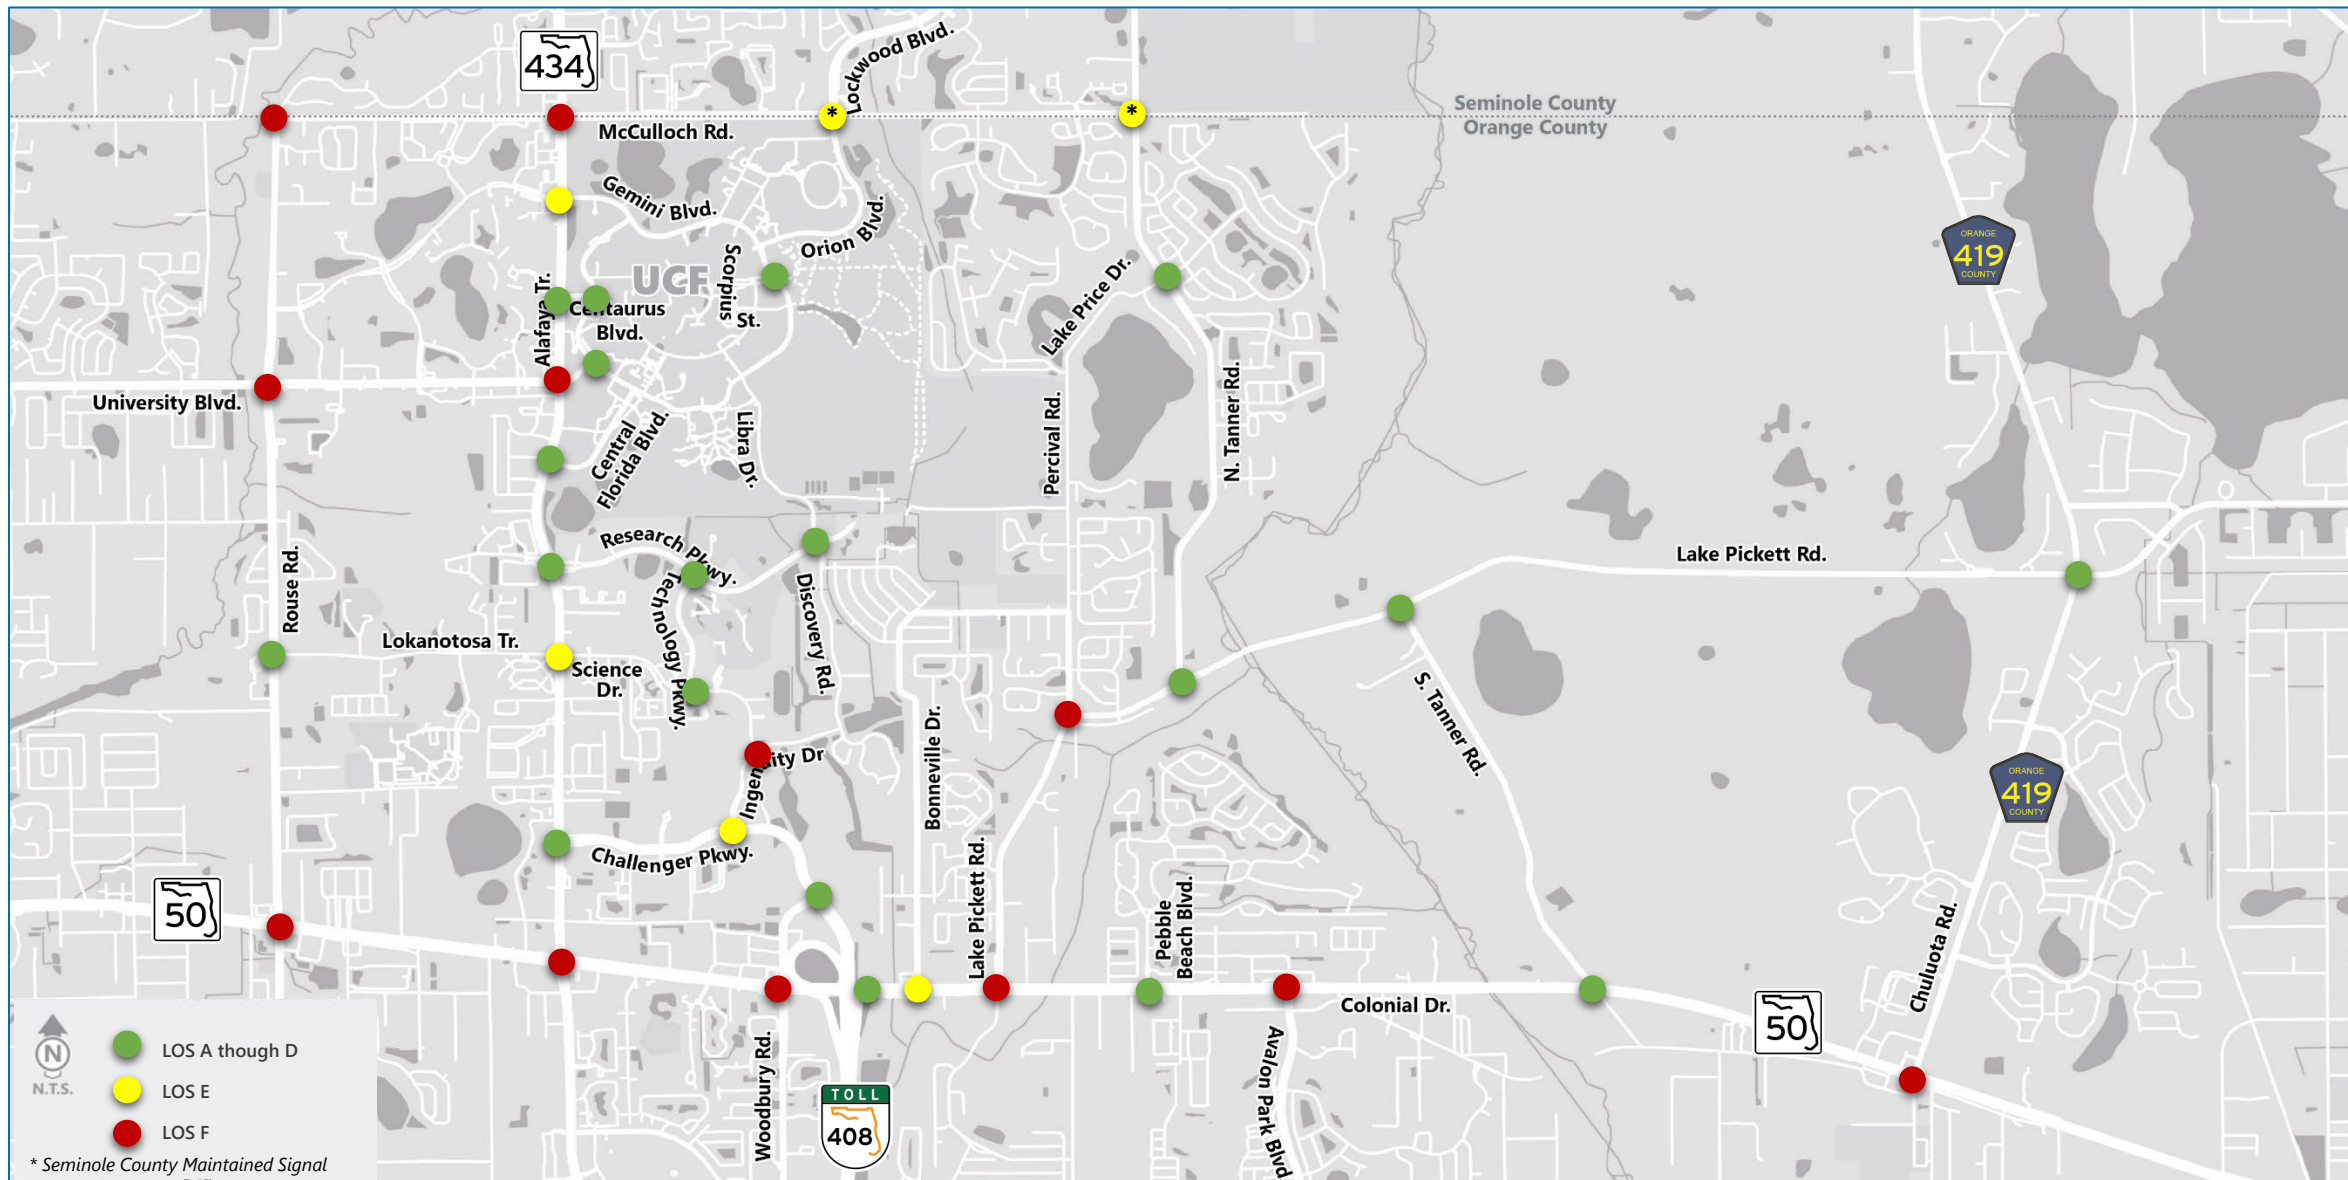 434
Lockwood Blvd.
*
*
Seminole County
Orange County
McCulloch Rd.
Gemini Blvd.
Orion Blvd.
Scorpius
St.
UCF
Alafaya Tr.
Centaurus
Blvd.
Lake Price Dr.
ORANGE
419
COUNTY
University Blvd.
Central
Florida Blvd.
Libra Dr.
Percival Rd.
N. Tanner Rd.
Research Pkwy.
Lake Pickett Rd.
Rouse Rd.
Technology Pkwy.
Discovery Rd.
Lokanotosa Tr.
Science
Dr.
S. Tanner Rd.
Ingenuity Dr
Bonneville Dr.
ORANGE
419
COUNTY
Challenger Pkwy.
Lake Pickett Rd.
Pebble
Beach Blvd.
Chuluota Rd.
50
Colonial Dr.
50
Woodbury Rd.
Avalon Park Blvd
TOLL
408
N
N.T.S.
LOS A though D
LOS E
LOS F
* Seminole County Maintained Signal